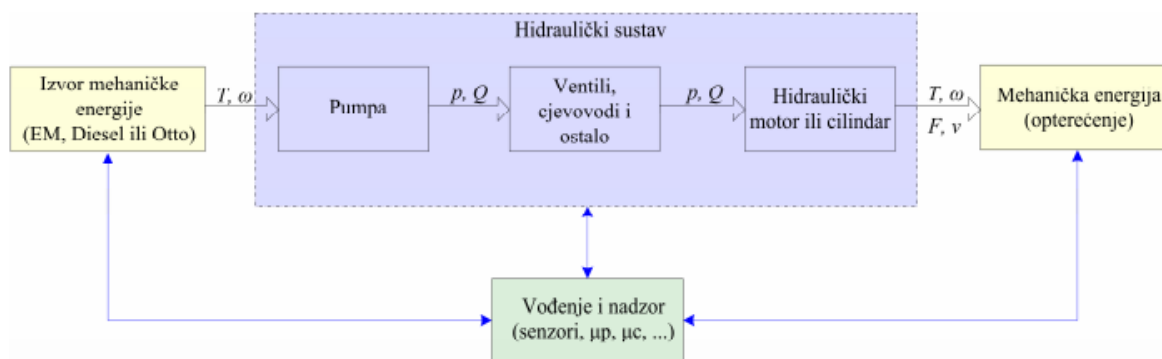 Hidraulički sustav
Izvor mehaničke
energije
(EM, Diesel ili Otto)
T, ω
Pumpa
p, Q
Ventili,
cjevovodi i
ostalo
p, Q
Hidraulički
motor ili cilindar
T, ω
F, v
Mehanička energija
(opterećenje)
Vođenje i nadzor
(senzori, μp, μc, ...)